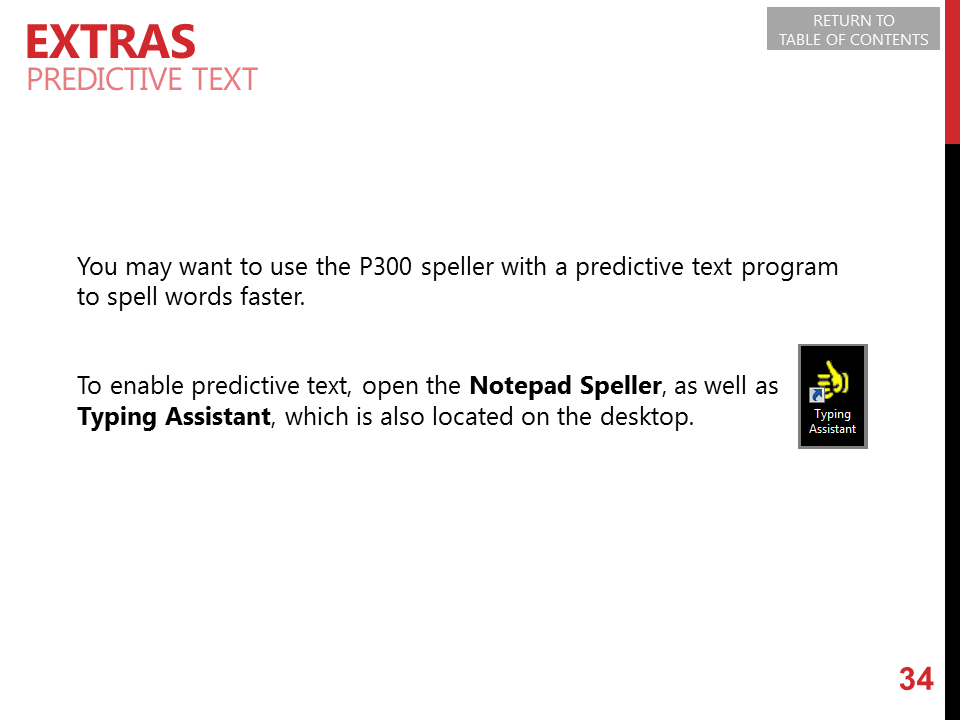 EXTRAS
PREDICTIVE TEXT
RETURN TO
TABLE OF CONTENTS
You may want to use the P300 speller with a predictive text program
to spell words faster.
To enable predictive text, open the Notepad Speller, as well as
Typing Assistant, which is also located on the desktop.
Typing
Assistant
34